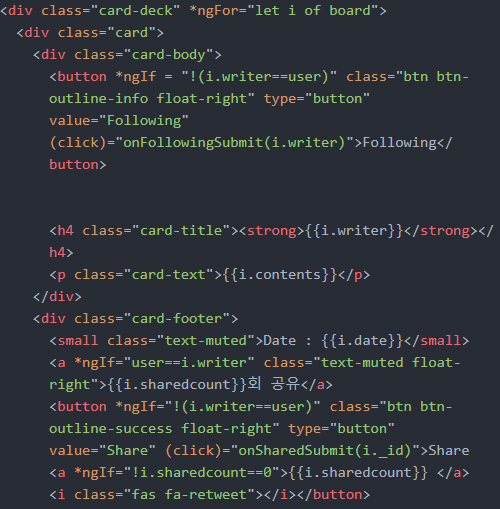 <div class="card-deck" *ngFor="let i of board">
<div class="card">
<div class="card-body">
<button *ngIf = "!(i.writer==user)" class="btn btn-
outline-info float-right" type="button"
value="Following"
(click)="onFollowingSubmit(i.writer)">Following</
button>
<h4 class="card-title"><strong>{{i.writer}}</strong></
h4>
<p class="card-text">{{i.contents}}</p>
</div>
<div class="card-footer">
<small class="text-muted">Date : {{i.date}}</small>
<a *ngIf="user==i.writer" class="text-muted float-
right">{{i.sharedcount}}회 공유</a>
<button *ngIf="!(i.writer==user)" class="btn btn-
outline-success float-right" type="button"
value="Share" (click)="onSharedSubmit(i._id)">Share
<a *ngIf="!i.sharedcount==0">{{i.sharedcount}} </a>
<i class="fas fa-retweet"></i></button>